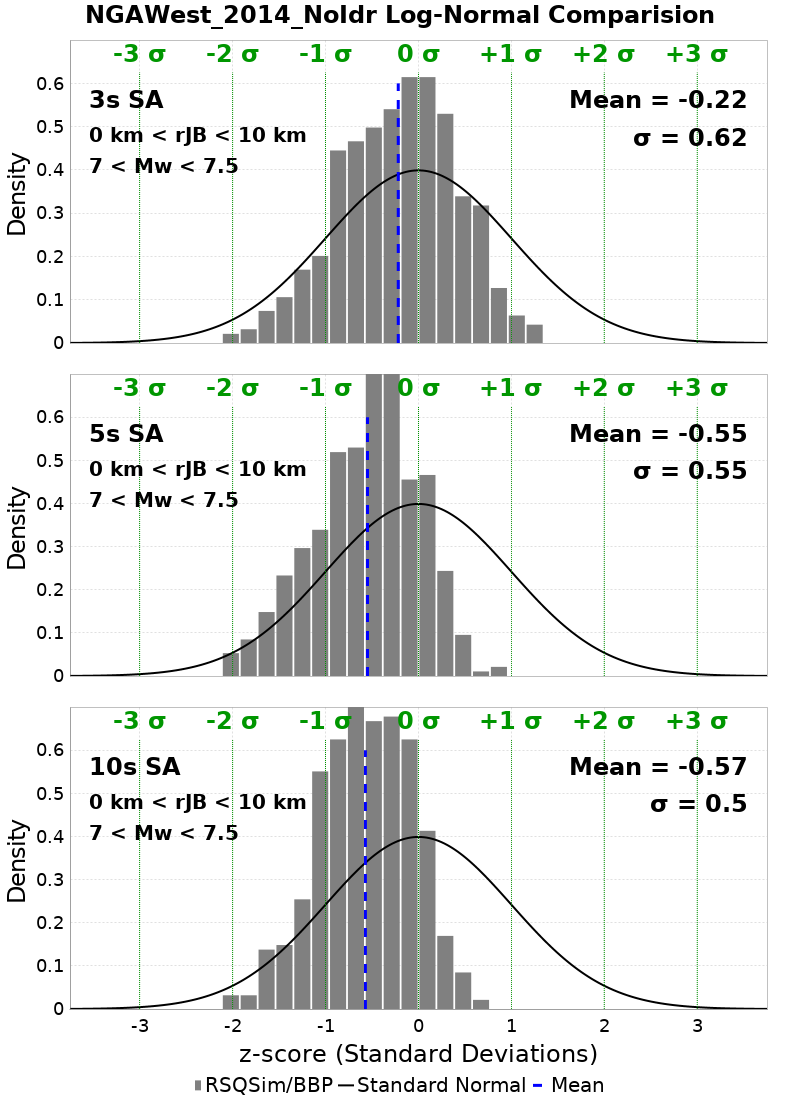 NGAWest_2014_NoIdr Log-Normal Comparision
-3 σ -2 σ -1 σ 0 σ +1 σ +2 σ +3 σ
3s SA
0 km < rJB < 10 km
7 < Mw < 7.5
Mean = -0.22
σ = 0.62
Density
0.6
0.5
0.4
0.3
0.2
0.1
0
-3 σ -2 σ -1 σ 0 σ +1 σ +2 σ +3 σ
5s SA
0 km < rJB < 10 km
7 < Mw < 7.5
Mean = -0.55
σ = 0.55
Density
0.6
0.5
0.4
0.3
0.2
0.1
0
-3 σ -2 σ -1 σ 0 σ +1 σ +2 σ +3 σ
10s SA
0 km < rJB < 10 km
7 < Mw < 7.5
Mean = -0.57
σ = 0.5
Density
0.6
0.5
0.4
0.3
0.2
0.1
0
-3 -2 -1 0 1 2 3
z-score (Standard Deviations)
RSQSim/BBP Standard Normal Mean